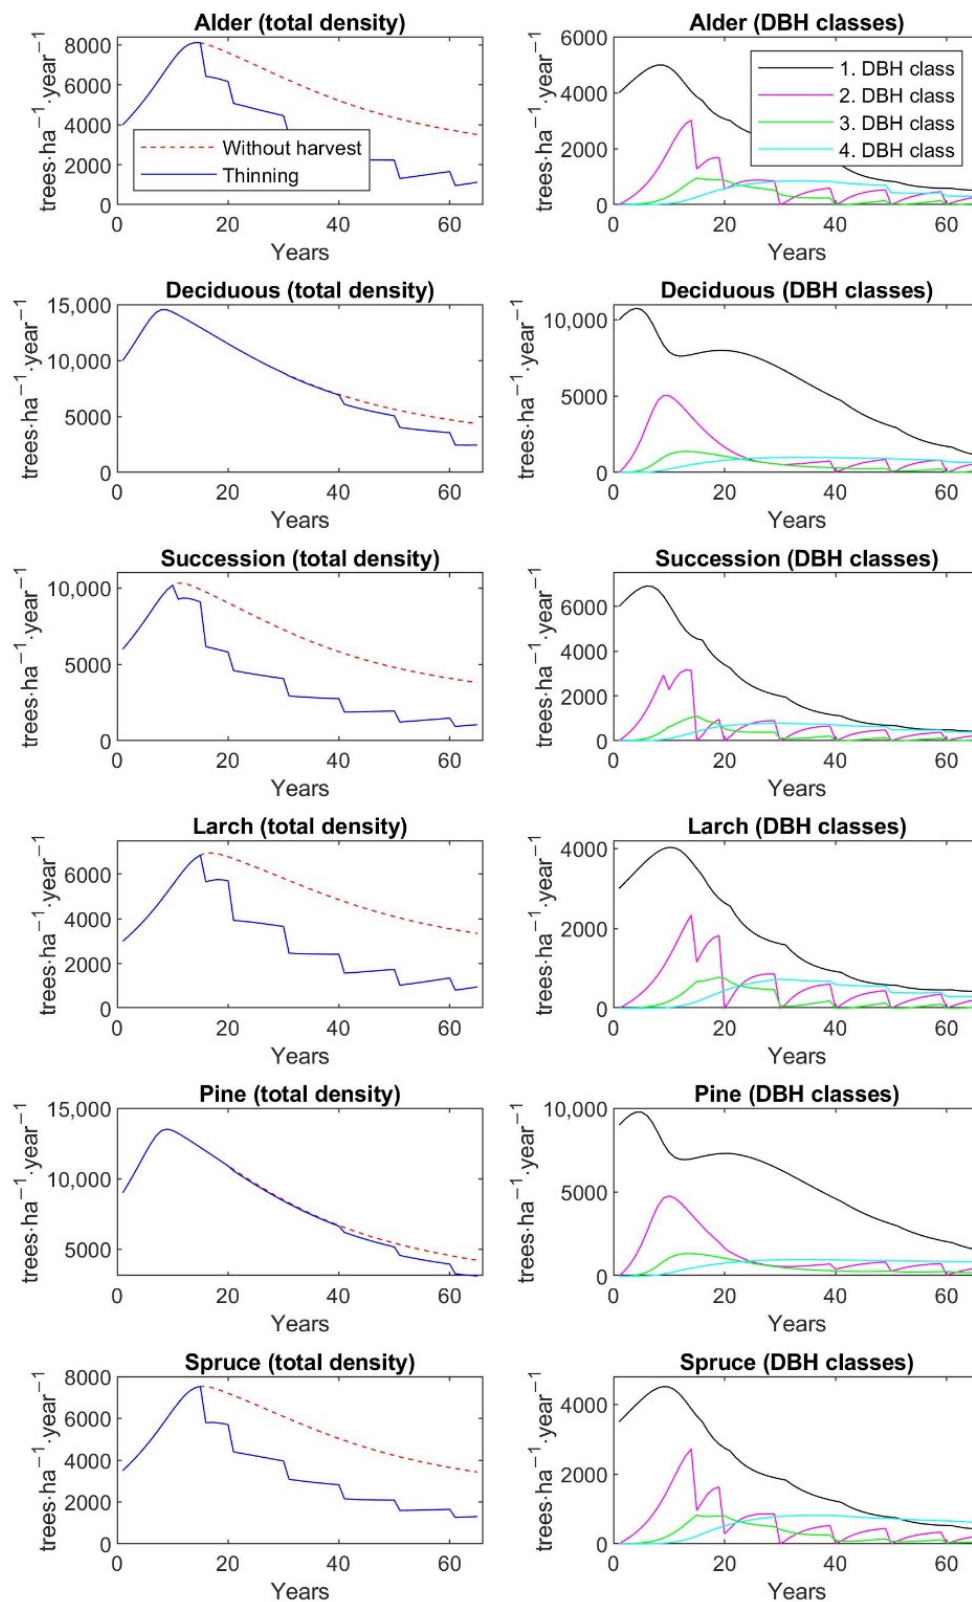 Alder (total density)
trees·ha⁻¹·year⁻¹
8000
6000
4000
2000
0
Without harvest
Thinning
0 20 40 60
Years
Alder (DBH classes)
trees·ha⁻¹·year⁻¹
6000
4000
2000
0
1. DBH class
2. DBH class
3. DBH class
4. DBH class
0 20 40 60
Years
Deciduous (total density)
trees·ha⁻¹·year⁻¹
15,000
10,000
5000
0
0 20 40 60
Years
Deciduous (DBH classes)
trees·ha⁻¹·year⁻¹
10,000
5000
0
0 20 40 60
Years
Succession (total density)
trees·ha⁻¹·year⁻¹
10,000
5000
0
0 20 40 60
Years
Succession (DBH classes)
trees·ha⁻¹·year⁻¹
6000
4000
2000
0
0 20 40 60
Years
Larch (total density)
trees·ha⁻¹·year⁻¹
6000
4000
2000
0
0 20 40 60
Years
Larch (DBH classes)
trees·ha⁻¹·year⁻¹
4000
2000
0
0 20 40 60
Years
Pine (total density)
trees·ha⁻¹·year⁻¹
15,000
10,000
5000
0 20 40 60
Years
Pine (DBH classes)
trees·ha⁻¹·year⁻¹
10,000
5000
0
0 20 40 60
Years
Spruce (total density)
trees·ha⁻¹·year⁻¹
8000
6000
4000
2000
0
0 20 40 60
Years
Spruce (DBH classes)
trees·ha⁻¹·year⁻¹
4000
2000
0
0 20 40 60
Years